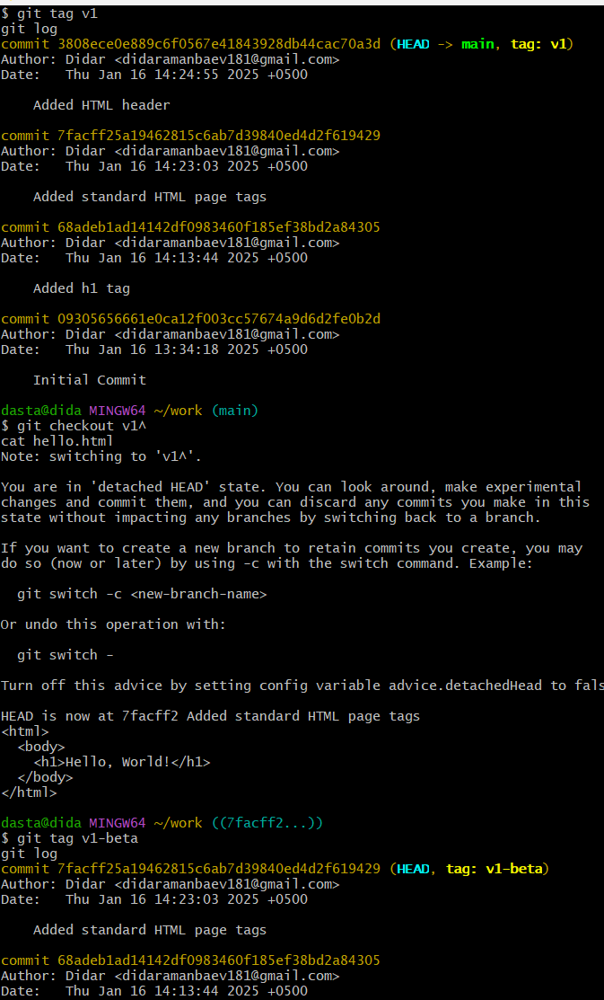 $ git tag v1
git log
commit 3808ece0e889c6f0567e41843928db44cac70a3d (HEAD -> main, tag: v1)
Author: Didar <didaramanbaev181@gmail.com>
Date:   Thu Jan 16 14:24:55 2025 +0500

    Added HTML header

commit 7facff25a19462815c6ab7d39840ed4d2f619429
Author: Didar <didaramanbaev181@gmail.com>
Date:   Thu Jan 16 14:23:03 2025 +0500

    Added standard HTML page tags

commit 68adeb1ad14142df0983460f185ef38bd2a84305
Author: Didar <didaramanbaev181@gmail.com>
Date:   Thu Jan 16 14:13:44 2025 +0500

    Added h1 tag

commit 09305656661e0ca12f003cc57674a9d6d2fe0b2d
Author: Didar <didaramanbaev181@gmail.com>
Date:   Thu Jan 16 13:34:18 2025 +0500

    Initial Commit

dasta@dida MINGW64 ~/work (main)
$ git checkout v1^
cat hello.html
Note: switching to 'v1^'.

You are in 'detached HEAD' state. You can look around, make experimental
changes and commit them, and you can discard any commits you make in this
state without impacting any branches by switching back to a branch.

If you want to create a new branch to retain commits you create, you may
do so (now or later) by using -c with the switch command. Example:

  git switch -c <new-branch-name>

Or undo this operation with:

  git switch -

Turn off this advice by setting config variable advice.detachedHead to fals

HEAD is now at 7facff2 Added standard HTML page tags
<html>
  <body>
    <h1>Hello, World!</h1>
  </body>
</html>

dasta@dida MINGW64 ~/work ((7facff2...))
$ git tag v1-beta
git log
commit 7facff25a19462815c6ab7d39840ed4d2f619429 (HEAD, tag: v1-beta)
Author: Didar <didaramanbaev181@gmail.com>
Date:   Thu Jan 16 14:23:03 2025 +0500

    Added standard HTML page tags

commit 68adeb1ad14142df0983460f185ef38bd2a84305
Author: Didar <didaramanbaev181@gmail.com>
Date:   Thu Jan 16 14:13:44 2025 +0500